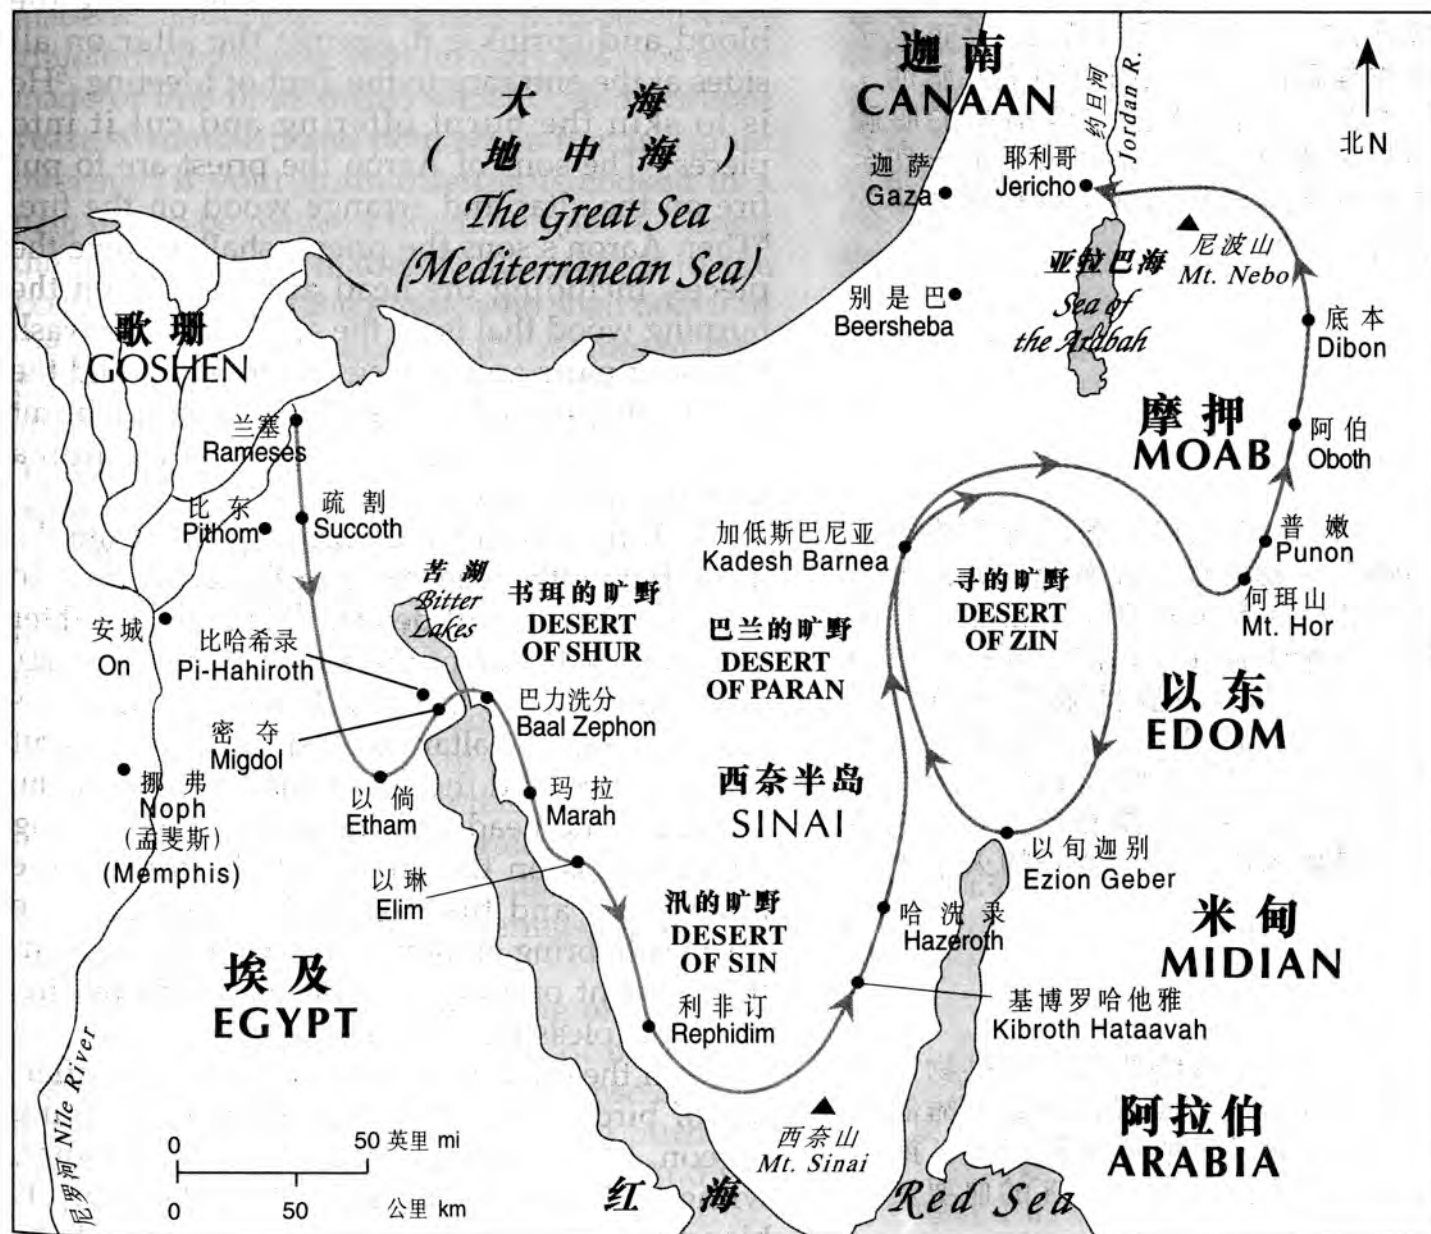 迦南
CANAAN
约旦河
Jordan R.
北N
大海
(地中海)
The Great Sea
(Mediterranean Sea)
迦萨
Gaza
耶利哥
Jericho
尼波山
Mt. Nebo
亚拉巴海
Sea of
the Arabah
别是巴
Beersheba
底本
Dibon
歌珊
GOSHEN
兰塞
Rameses
摩押
MOAB
阿伯
Oboth
比东
Pithom
疏割
Succoth
加低斯巴尼亚
Kadesh Barnea
普嫩
Punon
何珥山
Mt. Hor
苦湖
Bitter
Lakes
书珥的旷野
DESERT
OF SHUR
寻的旷野
DESERT
OF ZIN
巴兰的旷野
DESERT
OF PARAN
安城
On
比哈希录
Pi-Hahiroth
巴力洗分
Baal Zephon
以东
EDOM
密夺
Migdol
挪弗
Noph
(孟斐斯)
(Memphis)
以倘
Etham
玛拉
Marah
西奈半岛
SINAI
以旬迦别
Ezion Geber
以琳
Elim
汛的旷野
DESERT
OF SIN
哈洗录
Hazeroth
米甸
MIDIAN
埃及
EGYPT
利非订
Rephidim
基博罗哈他雅
Kibroth Hataavah
尼罗河 Nile River
阿拉伯
ARABIA
0 50 英里 mi
0 50 公里 km
西奈山
Mt. Sinai
红海
Red Sea